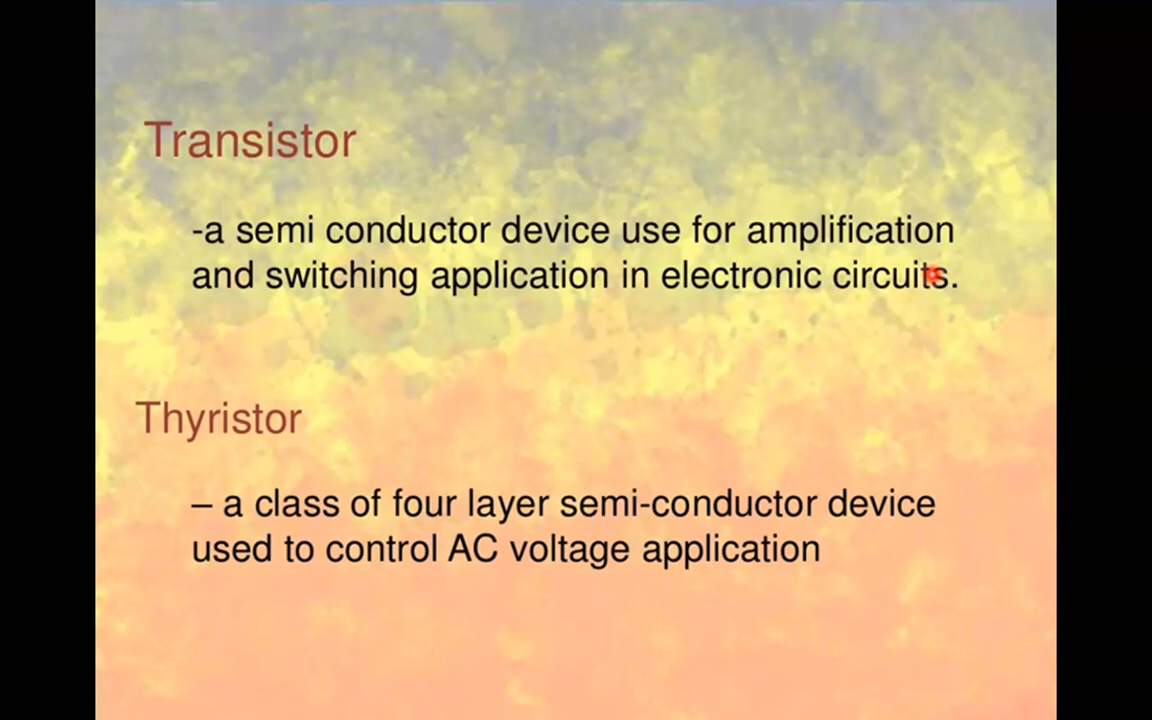 Transistor
-a semi conductor device use for amplification
and switching application in electronic circuits.
Thyristor
– a class of four layer semi-conductor device
used to control AC voltage application